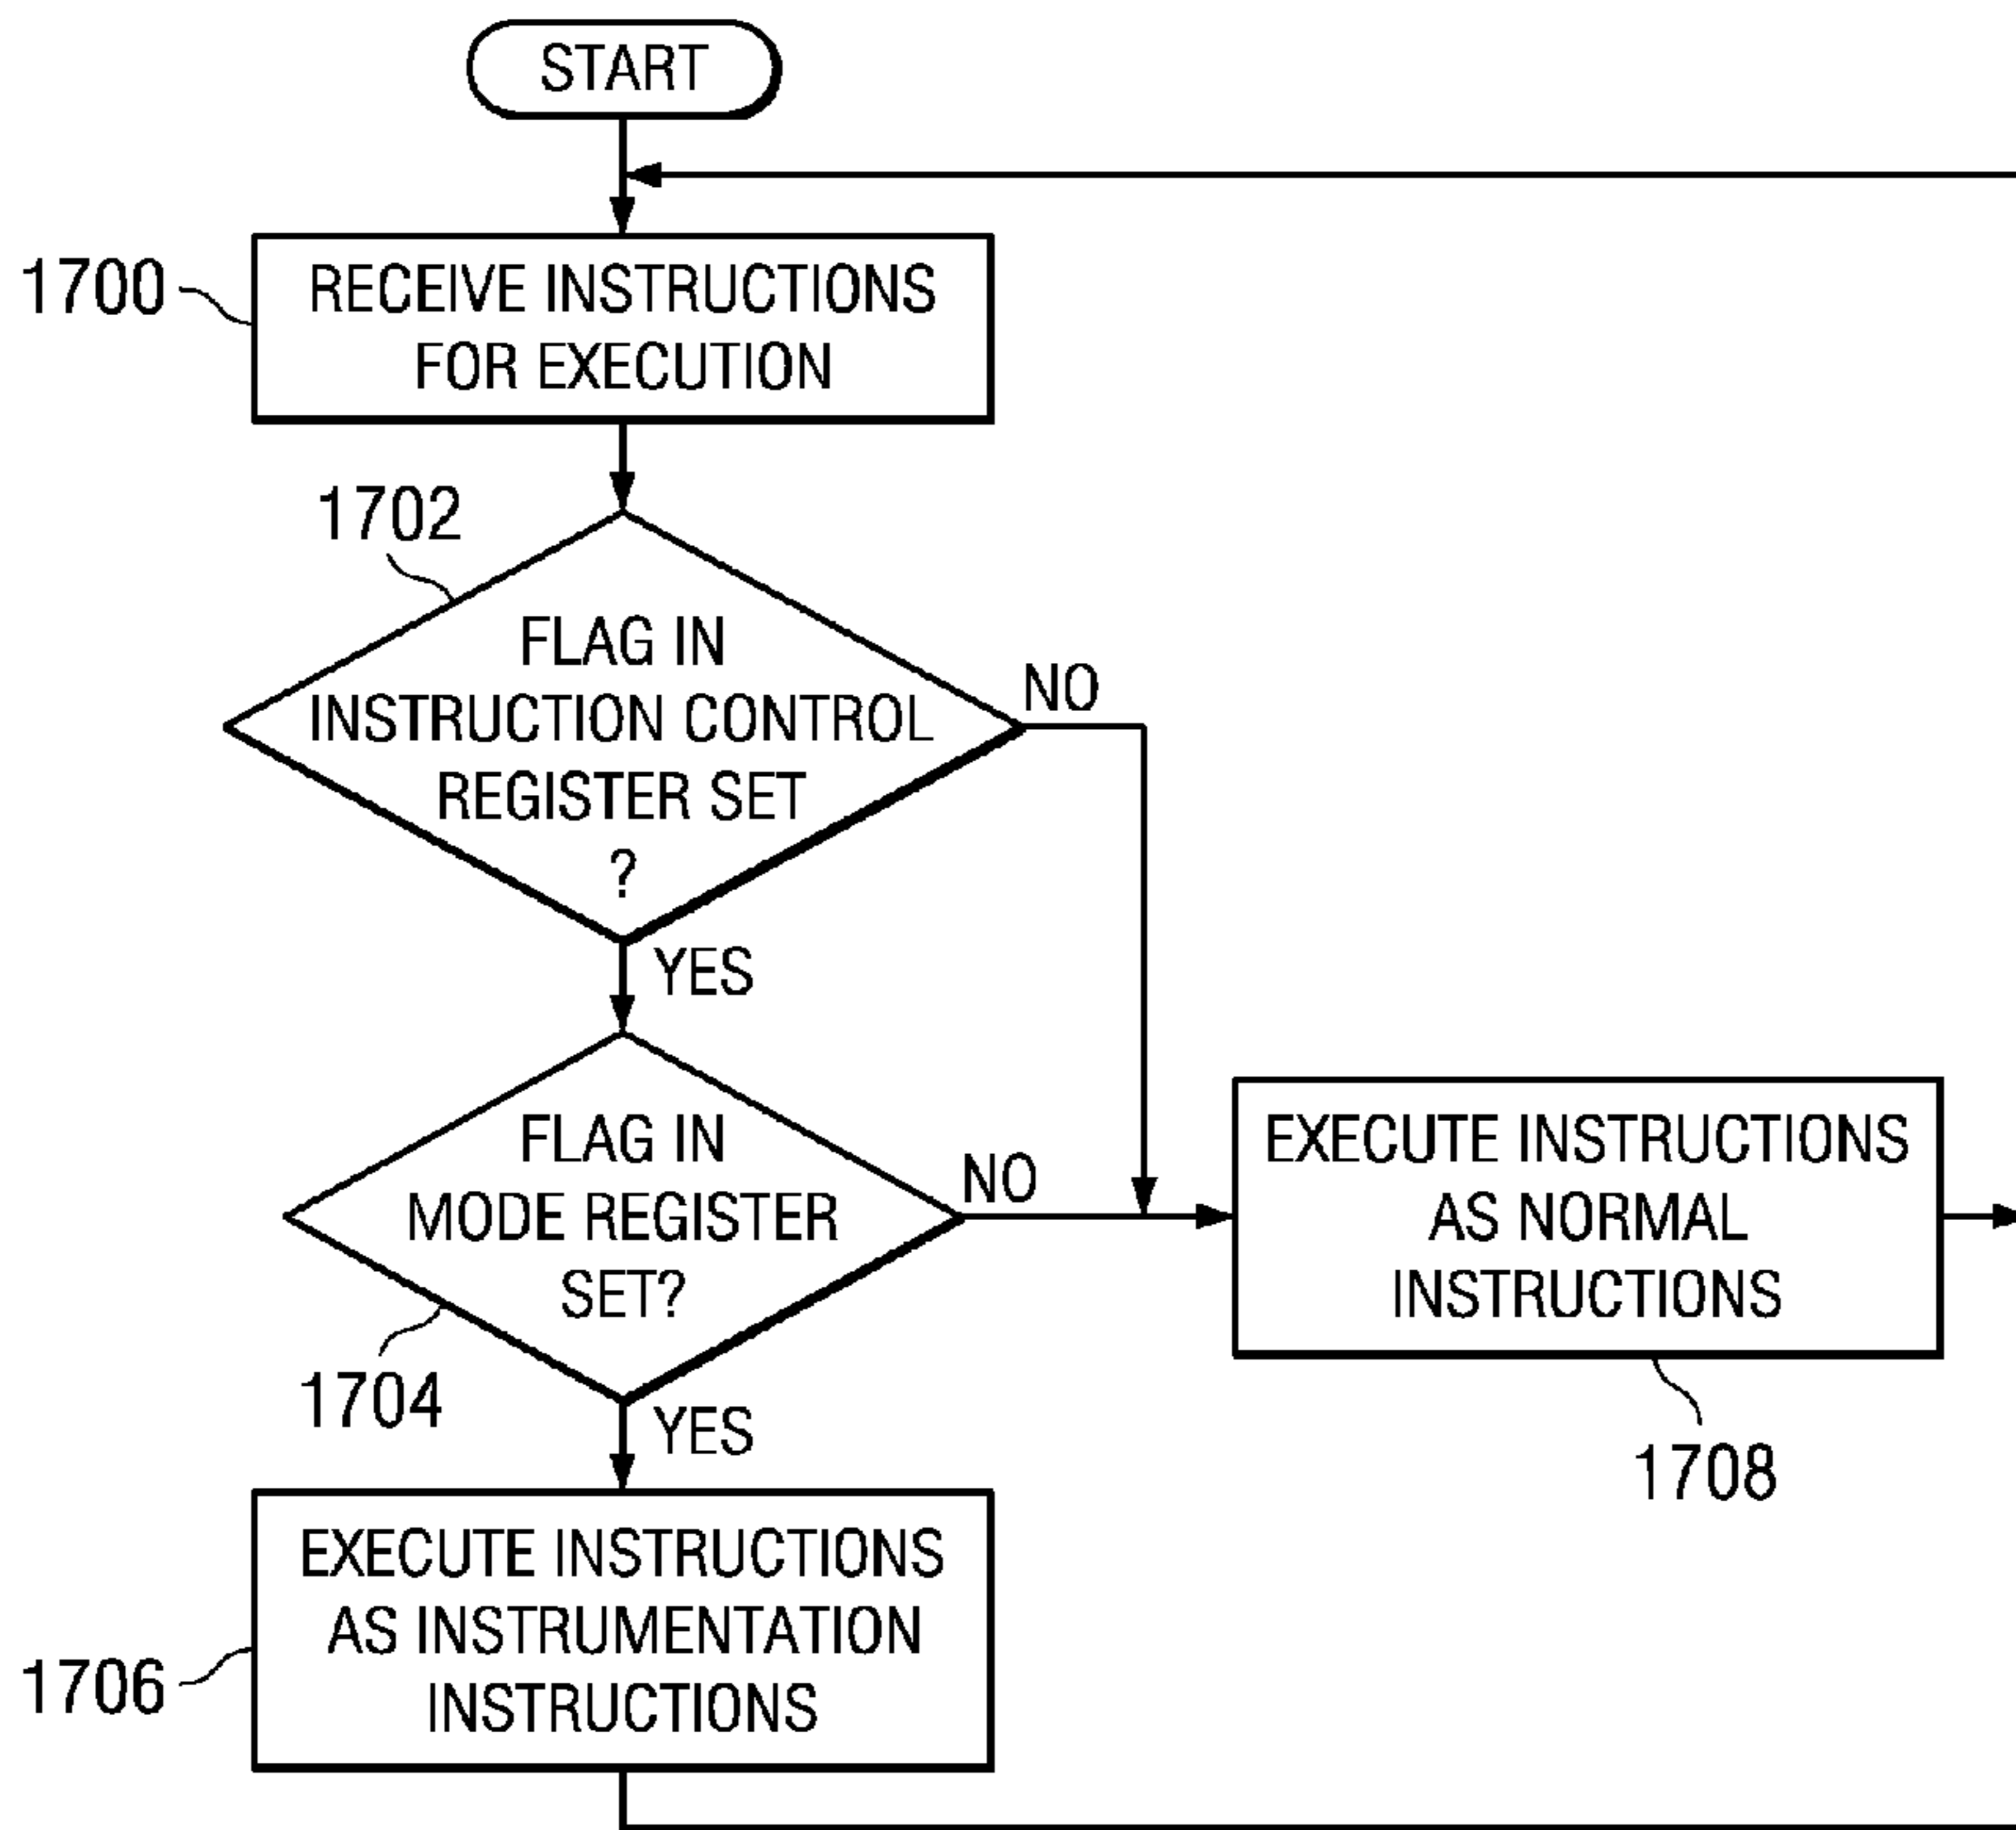 START
1700
RECEIVE INSTRUCTIONS
FOR EXECUTION
1702
FLAG IN
INSTRUCTION CONTROL
REGISTER SET
?
NO
YES
FLAG IN
MODE REGISTER
SET?
NO
1704
YES
EXECUTE INSTRUCTIONS
AS NORMAL
INSTRUCTIONS
1708
EXECUTE INSTRUCTIONS
AS INSTRUMENTATION
INSTRUCTIONS
1706